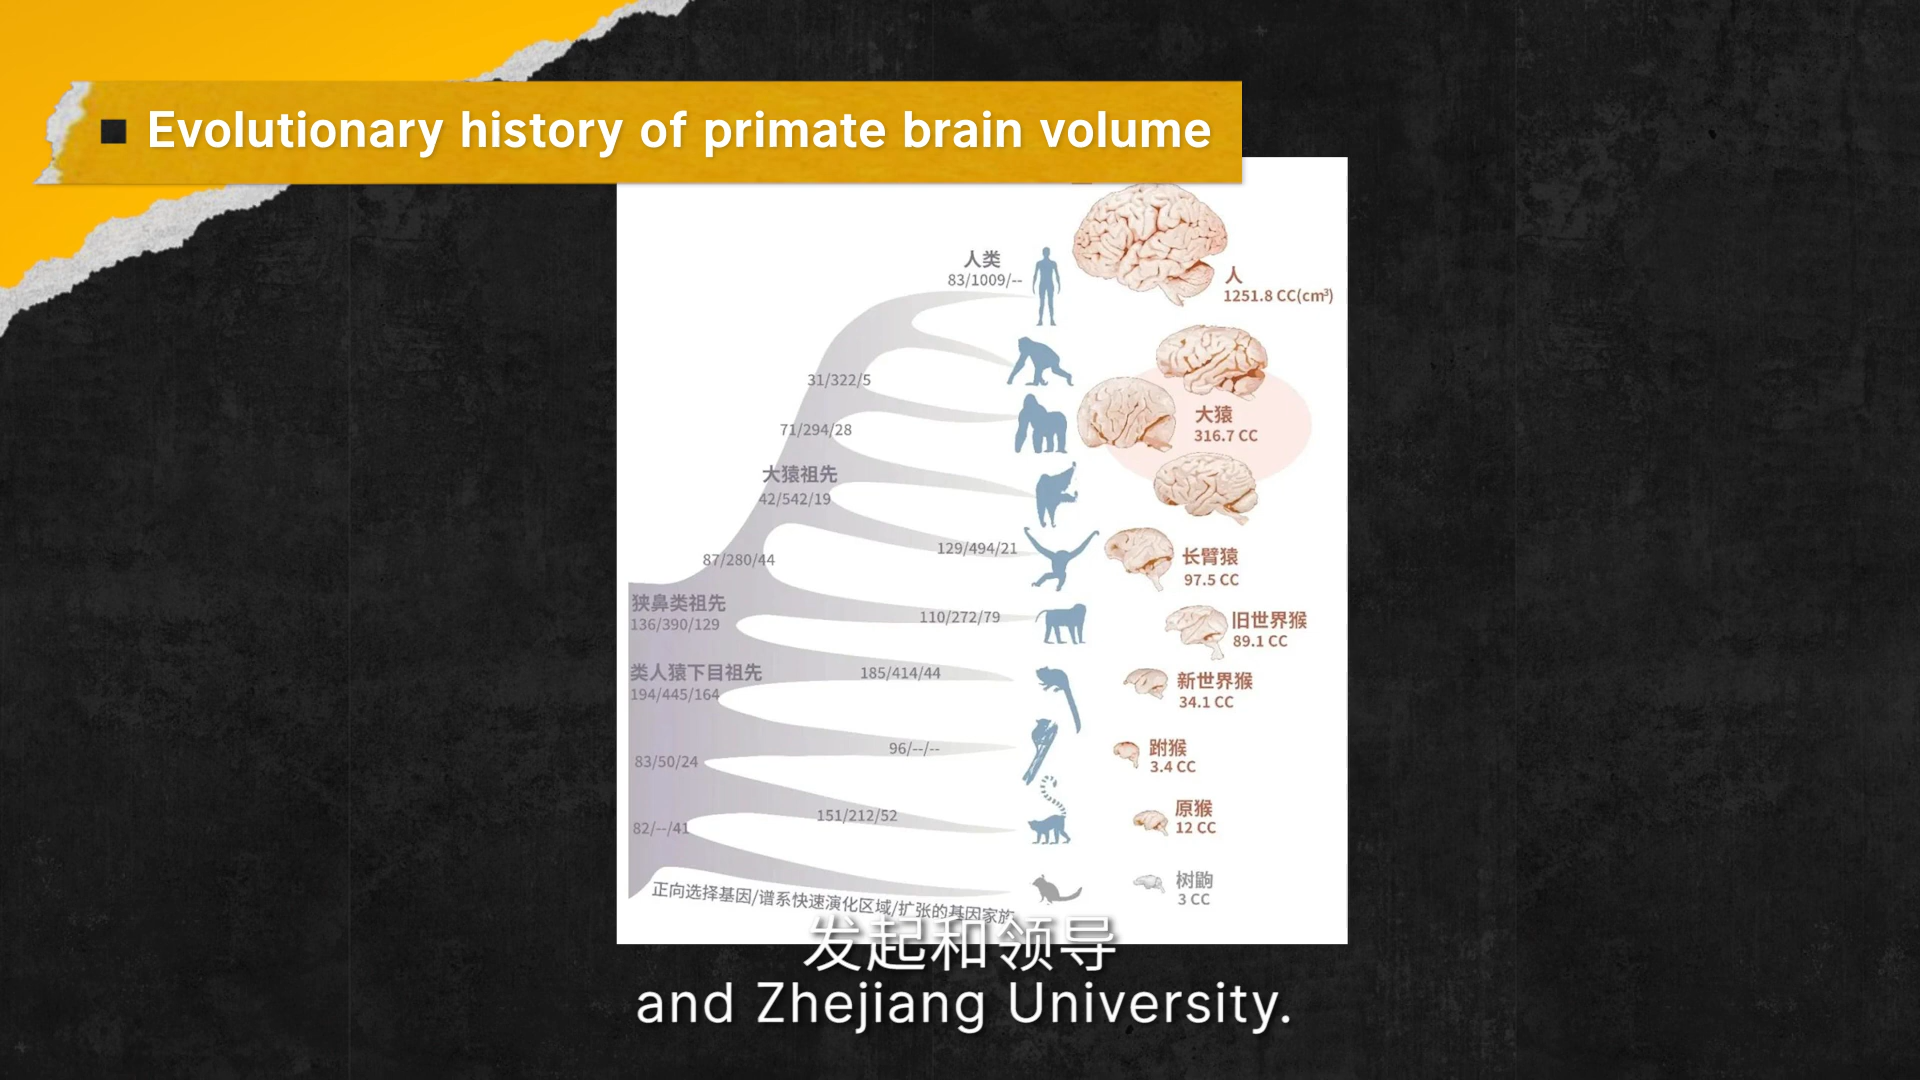 Evolutionary history of primate brain volume
人类
83/1009/--
人
1251.8 CC(cm³)
31/322/5
大猿
316.7 CC
71/294/28
大猿祖先
42/542/19
129/494/21
长臂猿
97.5 CC
87/280/44
狭鼻类祖先
136/390/129
110/272/79
旧世界猴
89.1 CC
类人猿下目祖先
194/445/164
185/414/44
新世界猴
34.1 CC
96/--/--
跗猴
3.4 CC
83/50/24
151/212/52
原猴
12 CC
82/--/41
树鼩
3 CC
正向选择基因/谱系快速演化区域/扩张的基因家族
发起和领导
and Zhejiang University.